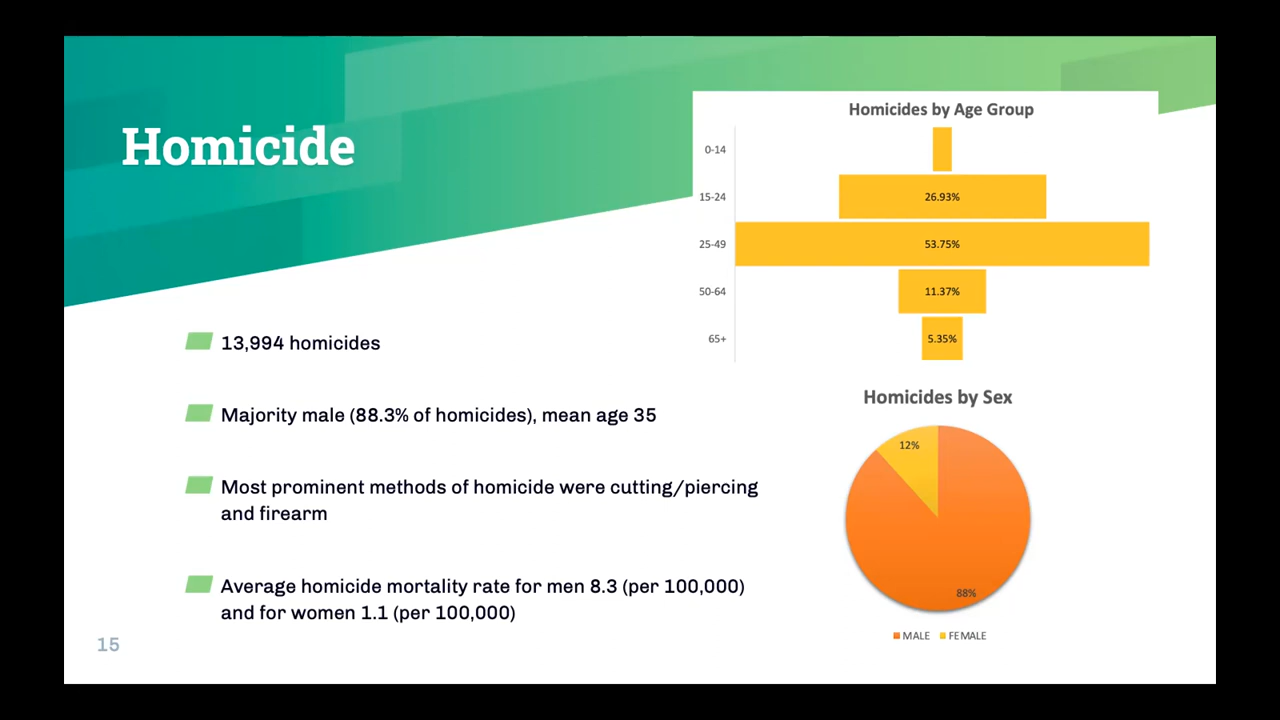 Homicide
13,994 homicides
Majority male (88.3% of homicides), mean age 35
Most prominent methods of homicide were cutting/piercing
and firearm
Average homicide mortality rate for men 8.3 (per 100,000)
and for women 1.1 (per 100,000)
15
Homicides by Age Group
0-14
15-24 26.93%
25-49 53.75%
50-64 11.37%
65+ 5.35%
Homicides by Sex
12%
88%
MALE FEMALE